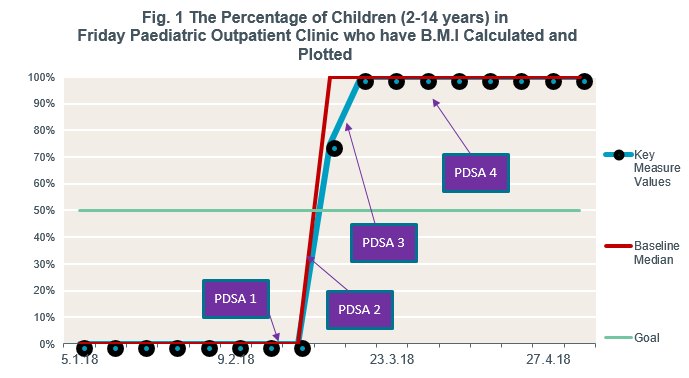 Fig. 1 The Percentage of Children (2-14 years) in
Friday Paediatric Outpatient Clinic who have B.M.I Calculated and
Plotted
100%
90%
80%
70%
60%
50%
40%
30%
20%
10%
0%
PDSA 4
PDSA 3
PDSA 1
PDSA 2
5.1.18
9.2.18
23.3.18
27.4.18
Key
Measure
Values
Baseline
Median
Goal